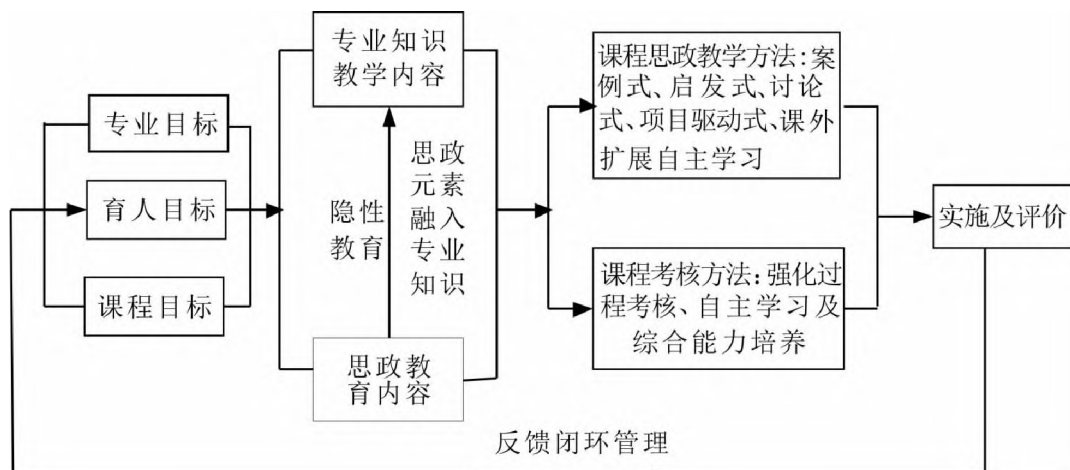 专业目标
育人目标
课程目标
专业知识
教学内容
隐性
教育
思政
元素
融入
专业
知识
思政教
育内容
课程思政教学方法:案
例式、启发式、讨论
式、项目驱动式、课外
扩展自主学习
课程考核方法:强化过
程考核、自主学习及
综合能力培养
实施及评价
反馈闭环管理